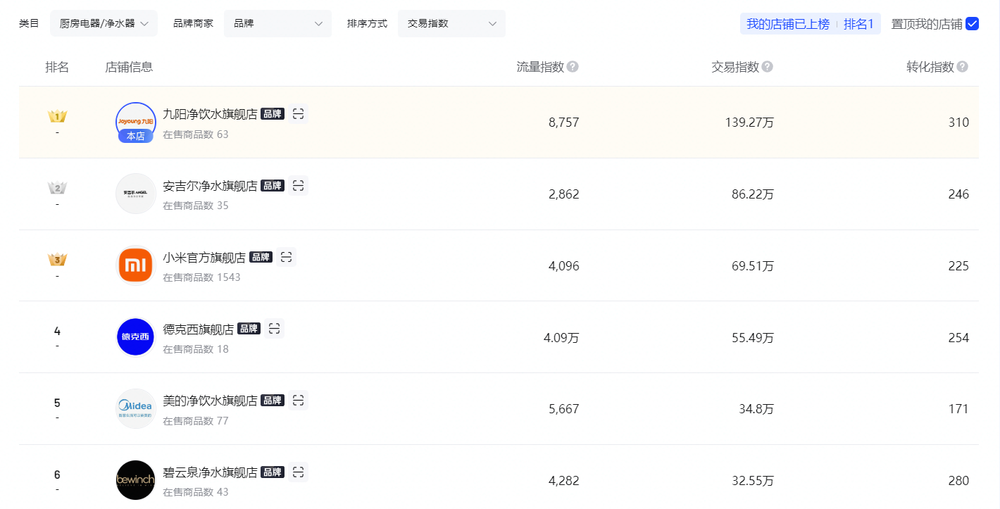 类目 厨房电器/净水器 品牌商家 品牌 排序方式 交易指数 我的店铺已上榜 排名1 置顶我的店铺
排名 店铺信息 流量指数 交易指数 转化指数
1 Joyoung 九阳 本店 九阳净饮水旗舰店 品牌 8,757 139.27万 310
- 在售商品数 63
2 安吉尔 ANGEL 安吉尔净水旗舰店 品牌 2,862 86.22万 246
- 在售商品数 35
3 小米官方旗舰店 品牌 4,096 69.51万 225
- 在售商品数 1543
4 德克西 德克西旗舰店 品牌 4.09万 55.49万 254
- 在售商品数 18
5 Midea 美的净饮水旗舰店 品牌 5,667 34.8万 171
- 在售商品数 77
6 bewinch 碧云泉净水旗舰店 品牌 4,282 32.55万 280
- 在售商品数 43